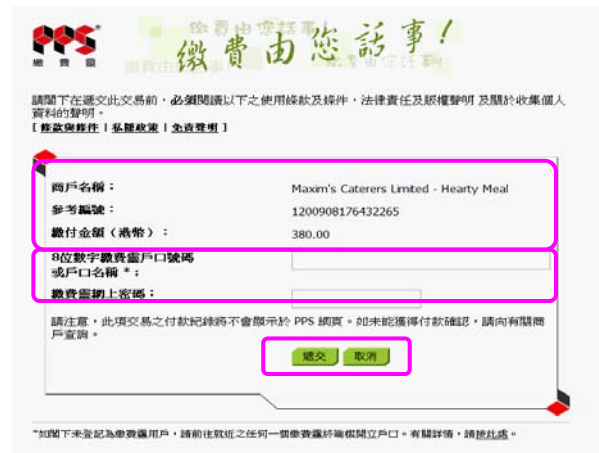 PPS
繳 費 靈
繳費由您話事!
請閣下在遞交此交易前，必須閱讀以下之使用條款及條件，法律責任及版權聲明 及關於收集個人
資料的聲明。
[ 條款與條件 | 私隱政策 | 免責聲明 ]
商戶名稱： Maxim's Caterers Limited - Hearty Meal
參考編號： 1200908176432265
繳付金額（港幣）： 380.00
8位數字繳費靈戶口號碼
或戶口名稱 *：
繳費靈網上密碼：
請注意，此項交易之付款紀錄將不會顯示於 PPS 網頁。如未能獲得付款確認，請向有關商
戶查詢。
遞交 取消
*如閣下未登記為繳費靈用戶，請前往就近之任何一個繳費靈終端機開立戶口。有關詳情，請按此處。